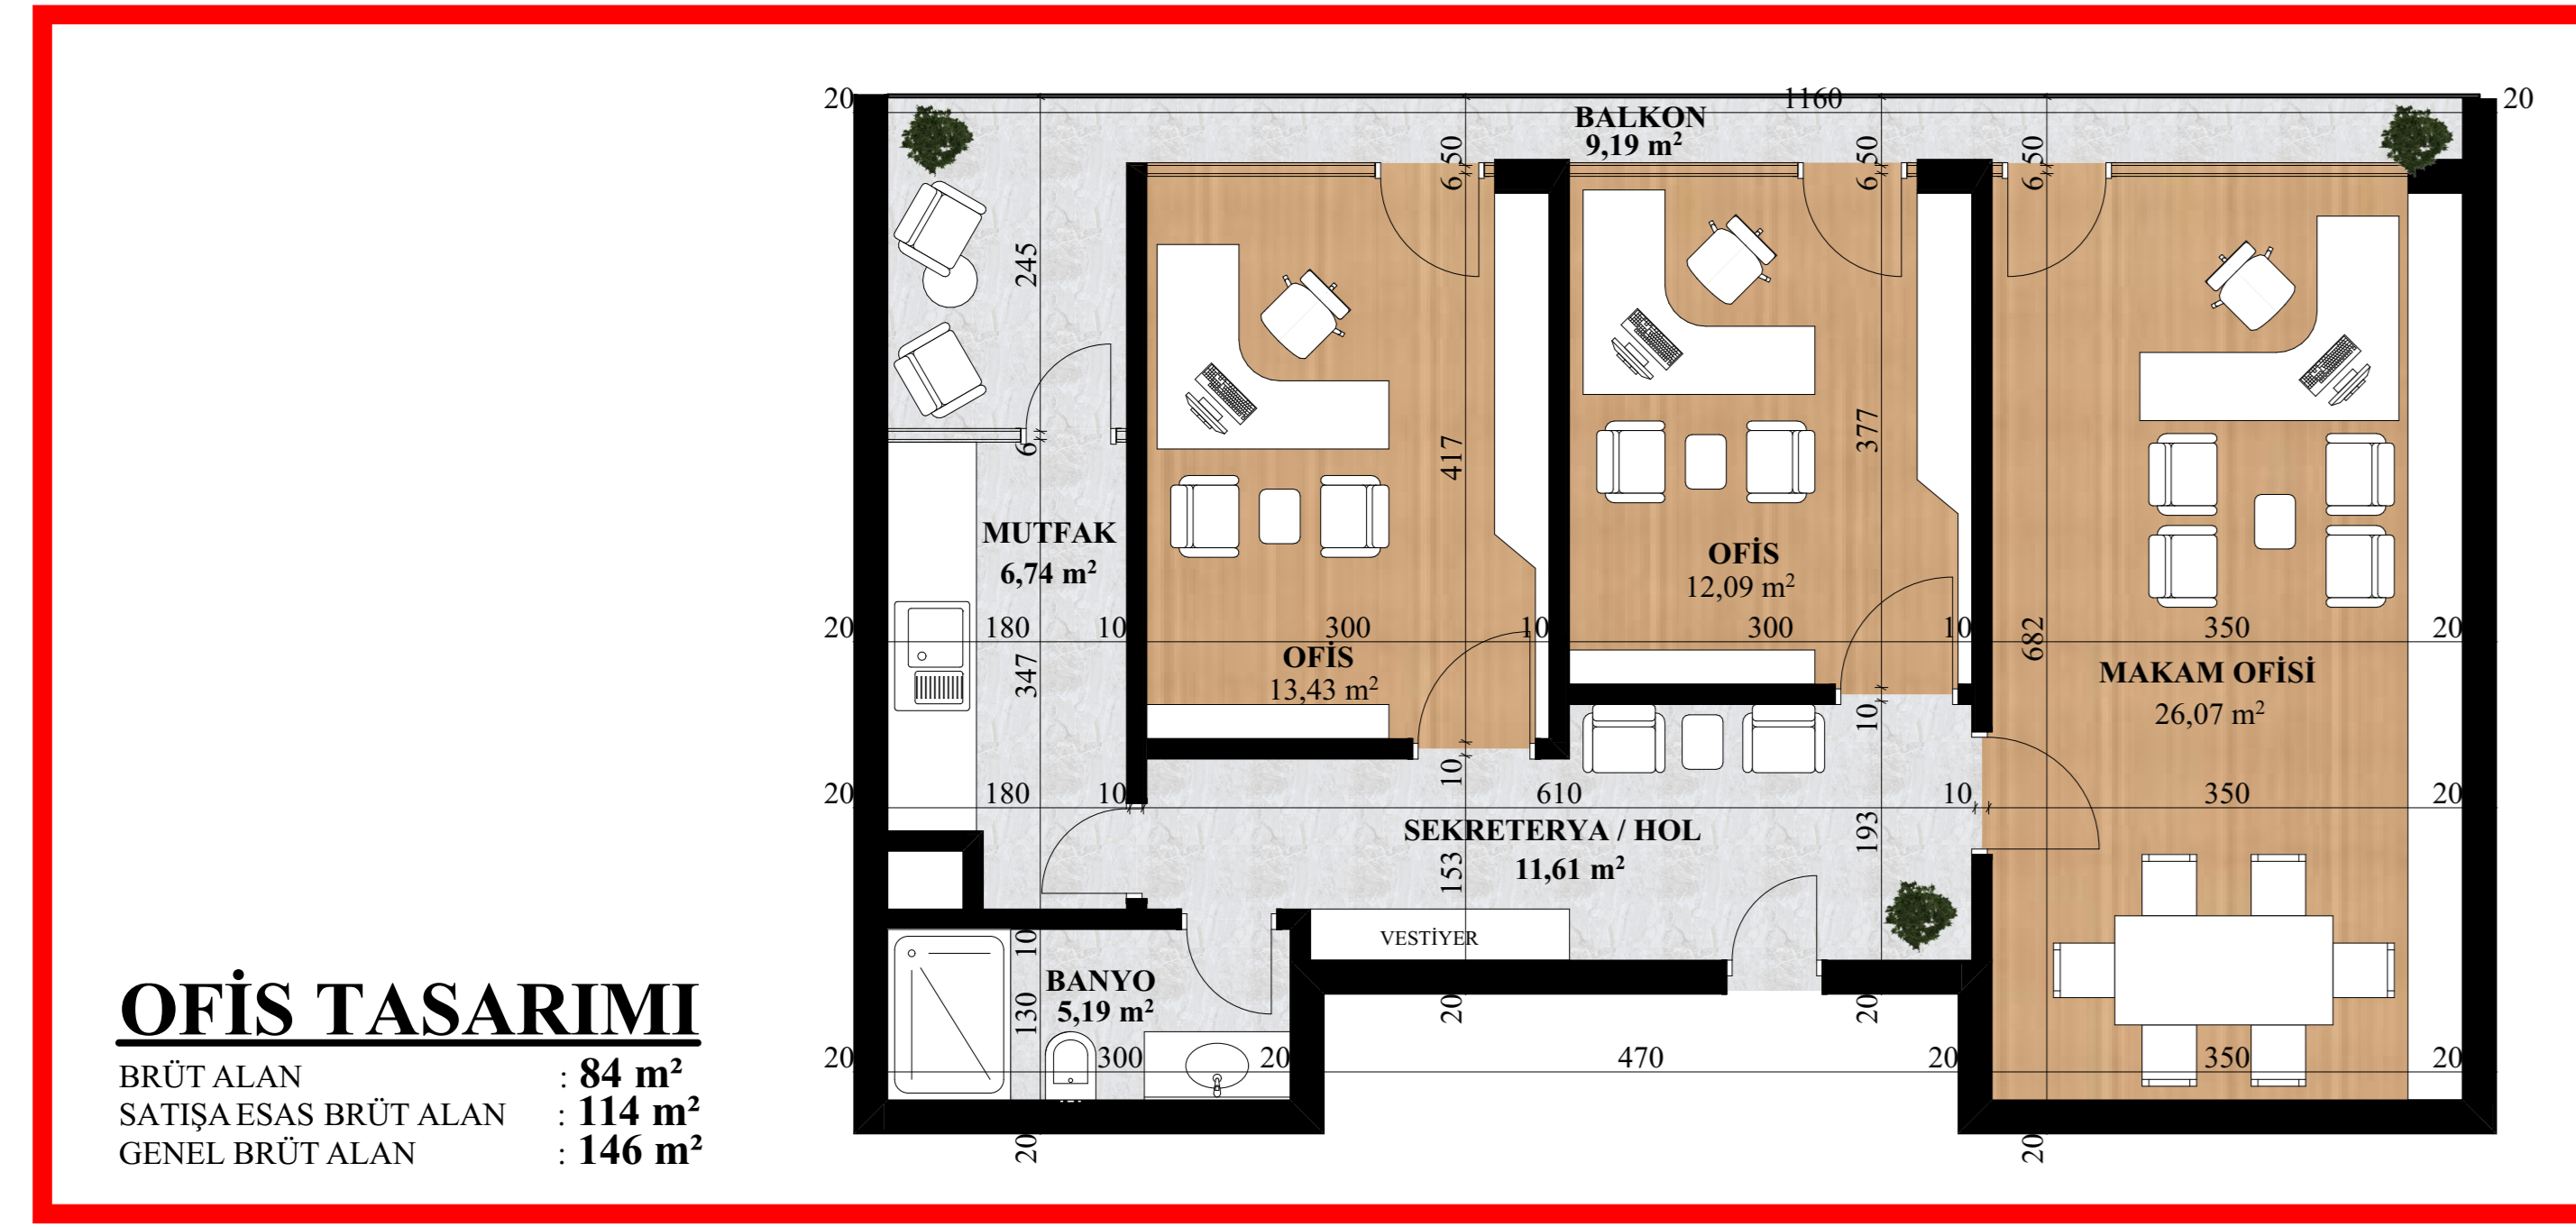 20
1160
20
BALKON
9,19 m²
50
6
50
6
50
6
245
6
417
377
682
MUTFAK
6,74 m²
OFİS
12,09 m²
20
180
10
300
10
300
10
350
20
OFİS
13,43 m²
MAKAM OFİSİ
26,07 m²
347
10
10
20
180
10
610
10
350
20
SEKRETERYA / HOL
11,61 m²
153
193
VESTİYER
10
BANYO
5,19 m²
130
20
20
20
300
20
470
20
350
20
20
20
OFİS TASARIMI
BRÜT ALAN : 84 m²
SATIŞA ESAS BRÜT ALAN : 114 m²
GENEL BRÜT ALAN : 146 m²